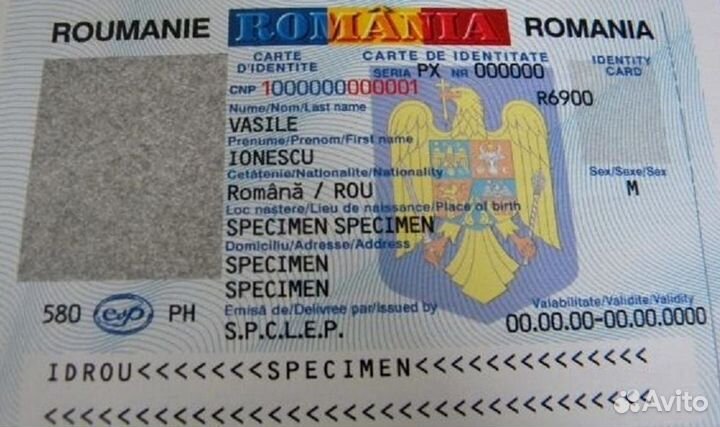 ROUMANIE ROMÂNIA ROMANIA
CARTE D'IDENTITE
CARTE DE IDENTITATE
IDENTITY CARD
SERIA PX NR 000000
CNP 1000000000001
R6900
Nume/Nom/Last name
VASILE
Prenume/Prenom/First name
IONESCU
Cetătenie/Nationalite/Nationality
Română / ROU
Sex/Sexe/Sex
M
Loc nastere/Lieu de naissance/Place of birth
SPECIMEN SPECIMEN
Domiciliu/Adresse/Address
SPECIMEN
SPECIMEN
Emisă de/Delivree par/Issued by
S.P.C.L.E.P.
Valabilitate/Validite/Validity
00.00.00-00.00.0000
580 esp PH
IDROU<<<<<<<SPECIMEN<<<<<<<<<<<<<<<
<<<<<<<<<<<<<<<<<<<<<<<<<<<<<<<<<<<<
Avito